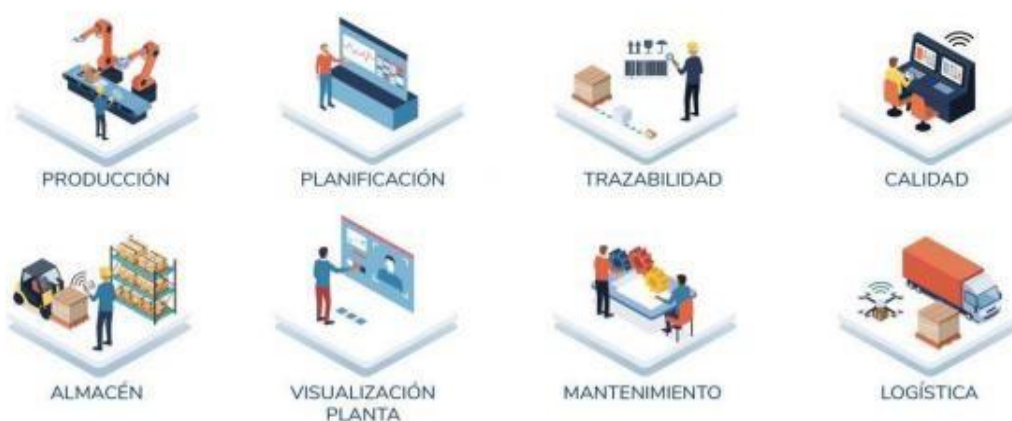 PRODUCCIÓN
PLANIFICACIÓN
TRAZABILIDAD
CALIDAD
ALMACÉN
VISUALIZACIÓN
PLANTA
MANTENIMIENTO
LOGÍSTICA